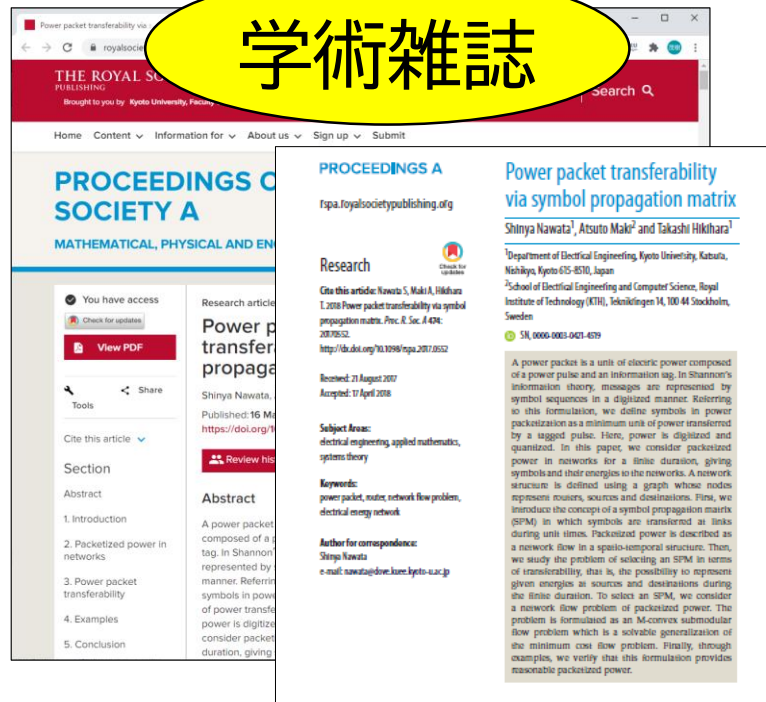 学術雑誌
Power packet transferability via
royalsocie
THE ROYAL SO
PUBLISHING
Brought to you by Kyoto University, Faculty
Search
Home Content Information for About us Sign up Submit
PROCEEDINGS O
SOCIETY A
MATHEMATICAL, PHYSICAL AND EN
You have access
Check for updates
View PDF
Tools
Share
Cite this article
Section
Abstract
1. Introduction
2. Packetized power in
networks
3. Power packet
transferability
4. Examples
5. Conclusion
Research article
Power p
transfer
propaga
Shinya Nawata,
Published: 16 Ma
https://doi.org/1
Review his
Abstract
A power packet
composed of a p
tag. In Shannon'
represented by
manner. Referrin
symbols in powe
of power transfe
power is digitize
consider packet
duration, giving
PROCEEDINGS A
rspa.royalsocietypublishing.org
Research
Check for
updates
Cite this article: Nawata S, Maki A, Hikihara
T. 2018 Power packet transferability via symbol
propagation matrix. Proc. R. Soc. A 474:
20170552.
http://dx.doi.org/10.1098/rspa.2017.0552
Received: 21 August 2017
Accepted: 17 April 2018
Subject Areas:
electrical engineering, applied mathematics,
systems theory
Keywords:
power packet, router, network flow problem,
electrical energy network
Author for correspondence:
Shinya Nawata
e-mail: nawata@dove.kuee.kyoto-u.ac.jp
Power packet transferability
via symbol propagation matrix
Shinya Nawata1, Atsuto Maki2 and Takashi Hikihara1
1Department of Electrical Engineering, Kyoto University, Katsura,
Nishikyo, Kyoto 615-8510, Japan
2School of Electrical Engineering and Computer Science, Royal
Institute of Technology (KTH), Teknikringen 14, 100 44 Stockholm,
Sweden
SN, 0000-0003-0421-4519
A power packet is a unit of electric power composed
of a power pulse and an information tag. In Shannon's
information theory, messages are represented by
symbol sequences in a digitized manner. Referring
to this formulation, we define symbols in power
packetization as a minimum unit of power transferred
by a tagged pulse. Here, power is digitized and
quantized. In this paper, we consider packetized
power in networks for a finite duration, giving
symbols and their energies to the networks. A network
structure is defined using a graph whose nodes
represent routers, sources and destinations. First, we
introduce the concept of a symbol propagation matrix
(SPM) in which symbols are transferred at links
during unit times. Packetized power is described as
a network flow in a spatio-temporal structure. Then,
we study the problem of selecting an SPM in terms
of transferability, that is, the possibility to represent
given energies at sources and destinations during
the finite duration. To select an SPM, we consider
a network flow problem of packetized power. The
problem is formulated as an M-convex submodular
flow problem which is a solvable generalization of
the minimum cost flow problem. Finally, through
examples, we verify that this formulation provides
reasonable packetized power.